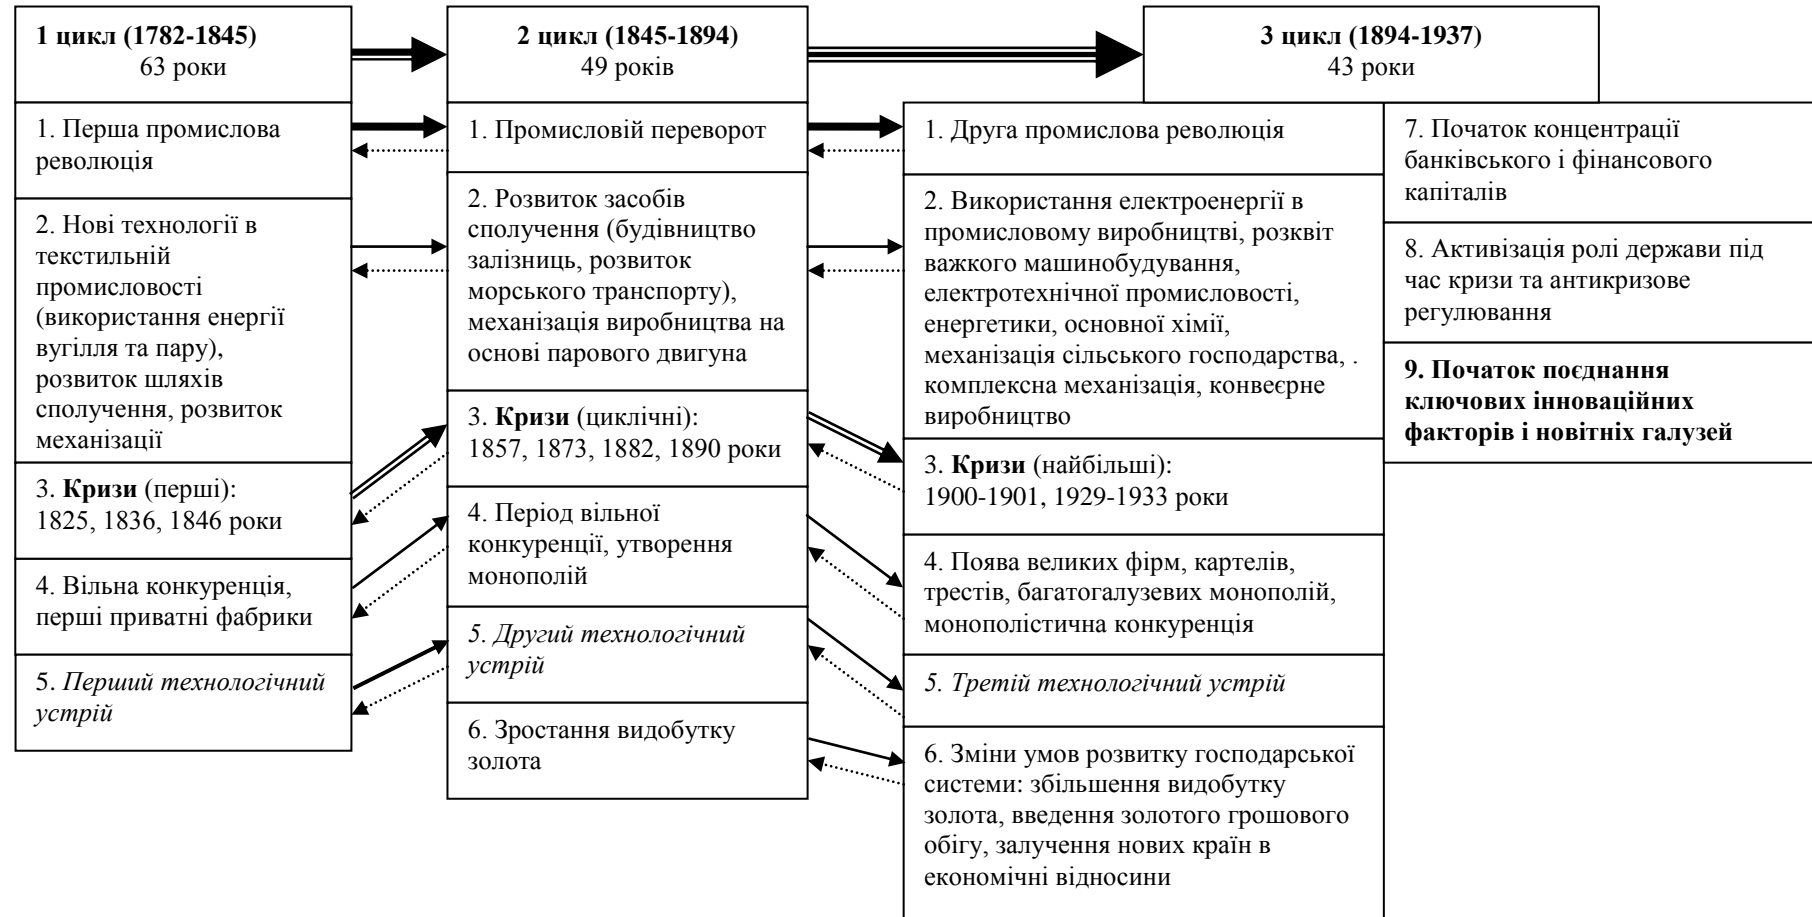 1 цикл (1782-1845)
63 роки
1. Перша промислова
революція
2. Нові технології в
текстильній
промисловості
(використання енергії
вугілля та пару),
розвиток шляхів
сполучення, розвиток
механізації
3. Кризи (перші):
1825, 1836, 1846 роки
4. Вільна конкуренція,
перші приватні фабрики
5. Перший технологічний
устрій
2 цикл (1845-1894)
49 років
1. Промисловій переворот
2. Розвиток засобів
сполучення (будівництво
залізниць, розвиток
морського транспорту),
механізація виробництва на
основі парового двигуна
3. Кризи (циклічні):
1857, 1873, 1882, 1890 роки
4. Період вільної
конкуренції, утворення
монополій
5. Другий технологічний
устрій
6. Зростання видобутку
золота
3 цикл (1894-1937)
43 роки
1. Друга промислова революція
2. Використання електроенергії в
промисловому виробництві, розквіт
важкого машинобудування,
електротехнічної промисловості,
енергетики, основної хімії,
механізація сільського господарства, .
комплексна механізація, конвеєрне
виробництво
3. Кризи (найбільші):
1900-1901, 1929-1933 роки
4. Поява великих фірм, картелів,
трестів, багатогалузевих монополій,
монополістична конкуренція
5. Третій технологічний устрій
6. Зміни умов розвитку господарської
системи: збільшення видобутку
золота, введення золотого грошового
обігу, залучення нових країн в
економічні відносини
7. Початок концентрації
банківського і фінансового
капіталів
8. Активізація ролі держави під
час кризи та антикризове
регулювання
9. Початок поєднання
ключових інноваційних
факторів і новітніх галузей